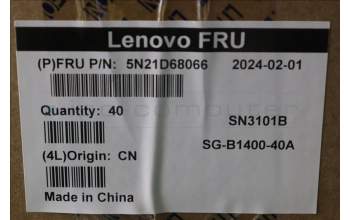 Lenovo FRU
(P)FRU P/N: 5N21D68066 2024-02-01
Quantity: 40
SN3101B
SG-B1400-40A
(4L)Origin: CN
Made in China